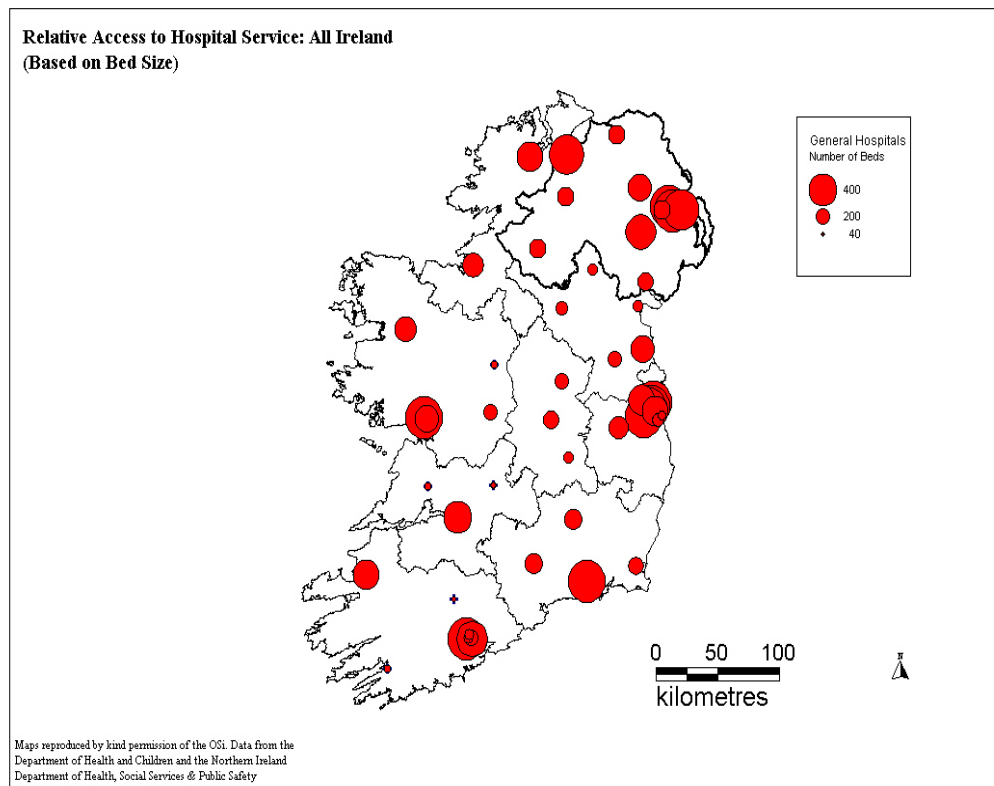 Relative Access to Hospital Service: All Ireland
(Based on Bed Size)
General Hospitals
Number of Beds
400
200
40
0 50 100
kilometres
N
Maps reproduced by kind permission of the OSi. Data from the
Department of Health and Children and the Northern Ireland
Department of Health, Social Services & Public Safety